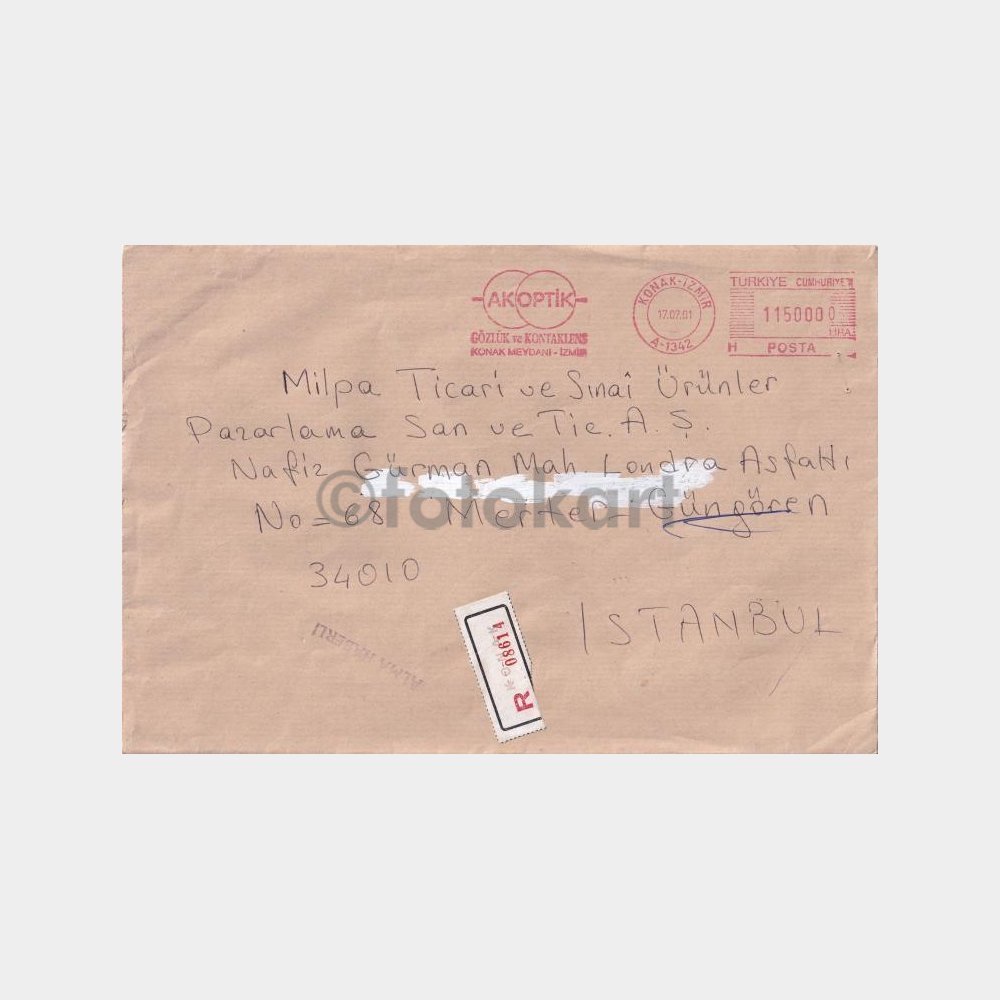 AKOPTİK
GÖZLÜK ve KONTAKLENS
KONAK MEYDANI - İZMİR
KONAK-İZMİR
17.07.01
A-1342
TÜRKİYE CUMHURİYETİ
1150000
LİRA
H POSTA
Milpa Ticari ve Sınaî Ürünler
Pazarlama San ve Tic. A.Ş.
Nafiz Gürman Mah. Londra Asfaltı
No=68 Merter-Güngören
34010
İSTANBUL
©fotokart
ALMA HABERLİ
R 08614